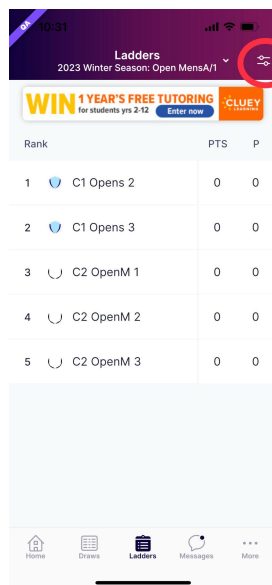 QA
10:31
Ladders
2023 Winter Season: Open MensA/1
WIN 1 YEAR'S FREE TUTORING
for students yrs 2-12 Enter now
CLUEY
LEARNING
Rank PTS P
1 C1 Opens 2 0 0
2 C1 Opens 3 0 0
3 C2 OpenM 1 0 0
4 C2 OpenM 2 0 0
5 C2 OpenM 3 0 0
Home Draws Ladders Messages More